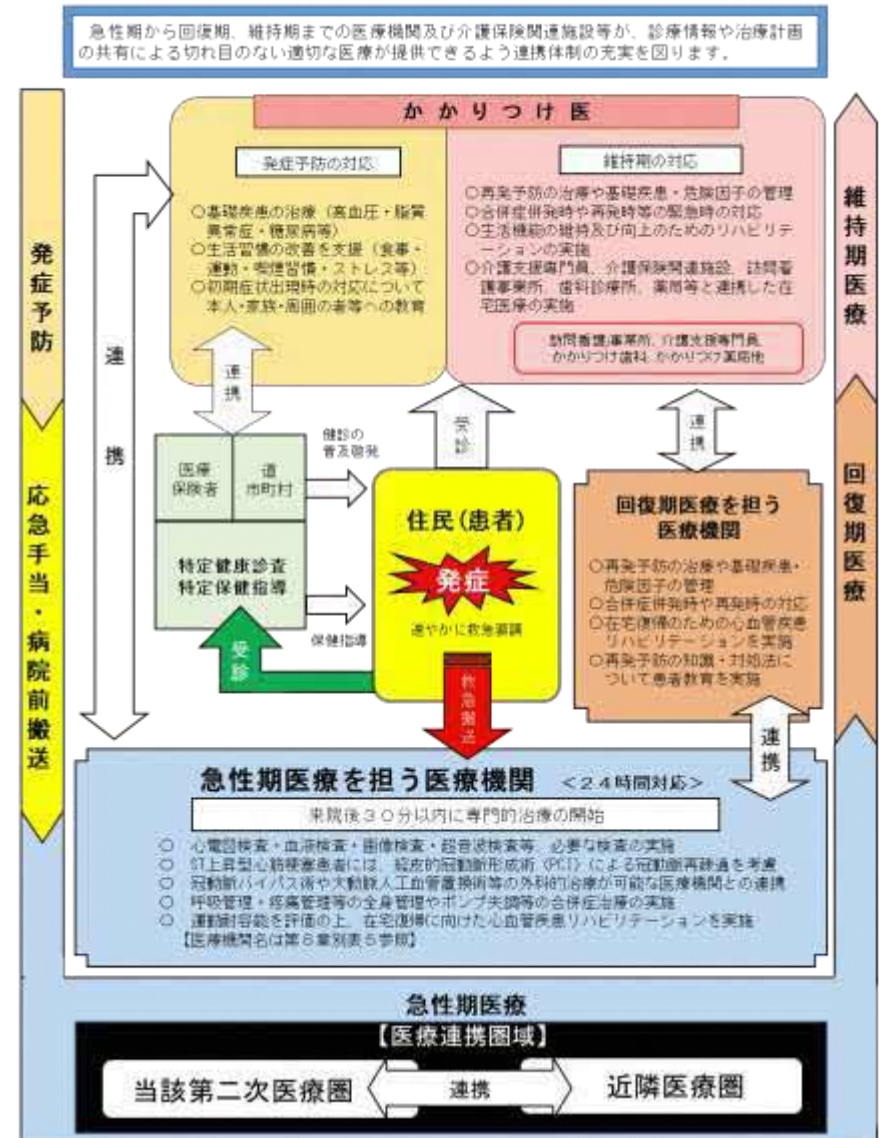 急性期から回復期、維持期までの医療機関及び介護保険関連施設等が、診療情報や治療計画
の共有による切れ目のない適切な医療が提供できるよう連携体制の充実を図ります。
かかりつけ医
発症予防の対応
○基礎疾患の治療（高血圧・脂質
異常症・糖尿病等）
○生活習慣の改善を支援（食事・
運動・喫煙習慣・ストレス等）
○初期症状出現時の対応について
本人・家族・周囲の者等への教育
維持期の対応
○再発予防の治療や基礎疾患・危険因子の管理
○合併症併発時や再発時等の緊急時の対応
○生活機能の維持及び向上のためのリハビリテ
ーションの実施
○介護支援専門員、介護保険関連施設、訪問看
護事業所、歯科診療所、薬局等と連携した在
宅医療の実施
訪問看護事業所、介護支援専門員、
かかりつけ歯科、かかりつけ薬局他
発症予防
応急手当・病院前搬送
維持期医療
回復期医療
連携
連携
受診
連携
医療
保険者
道
市町村
特定健康診査
特定保健指導
健診の
普及啓発
保健指導
受診
住民(患者)
発症
速やかに救急要請
救急搬送
回復期医療を担う
医療機関
○再発予防の治療や基礎疾患・
危険因子の管理
○合併症併発時や再発時の対応
○在宅復帰のための心血管疾患
リハビリテーションを実施
○再発予防の知識・対処法に
ついて患者教育を実施
連携
急性期医療を担う医療機関 ＜２４時間対応＞
来院後３０分以内に専門的治療の開始
○ 心電図検査・血液検査・画像検査・超音波検査等、必要な検査の実施
○ ST上昇型心筋梗塞患者には、経皮的冠動脈形成術（PCI）による冠動脈再疎通を考慮
○ 冠動脈バイパス術や大動脈人工血管置換術等の外科的治療が可能な医療機関との連携
○ 呼吸管理・疼痛管理等の全身管理やポンプ失調等の合併症治療の実施
○ 運動耐容能を評価の上、在宅復帰に向けた心血管疾患リハビリテーションを実施
【医療機関名は第８章別表５参照】
急性期医療
【医療連携圏域】
当該第二次医療圏
連携
近隣医療圏